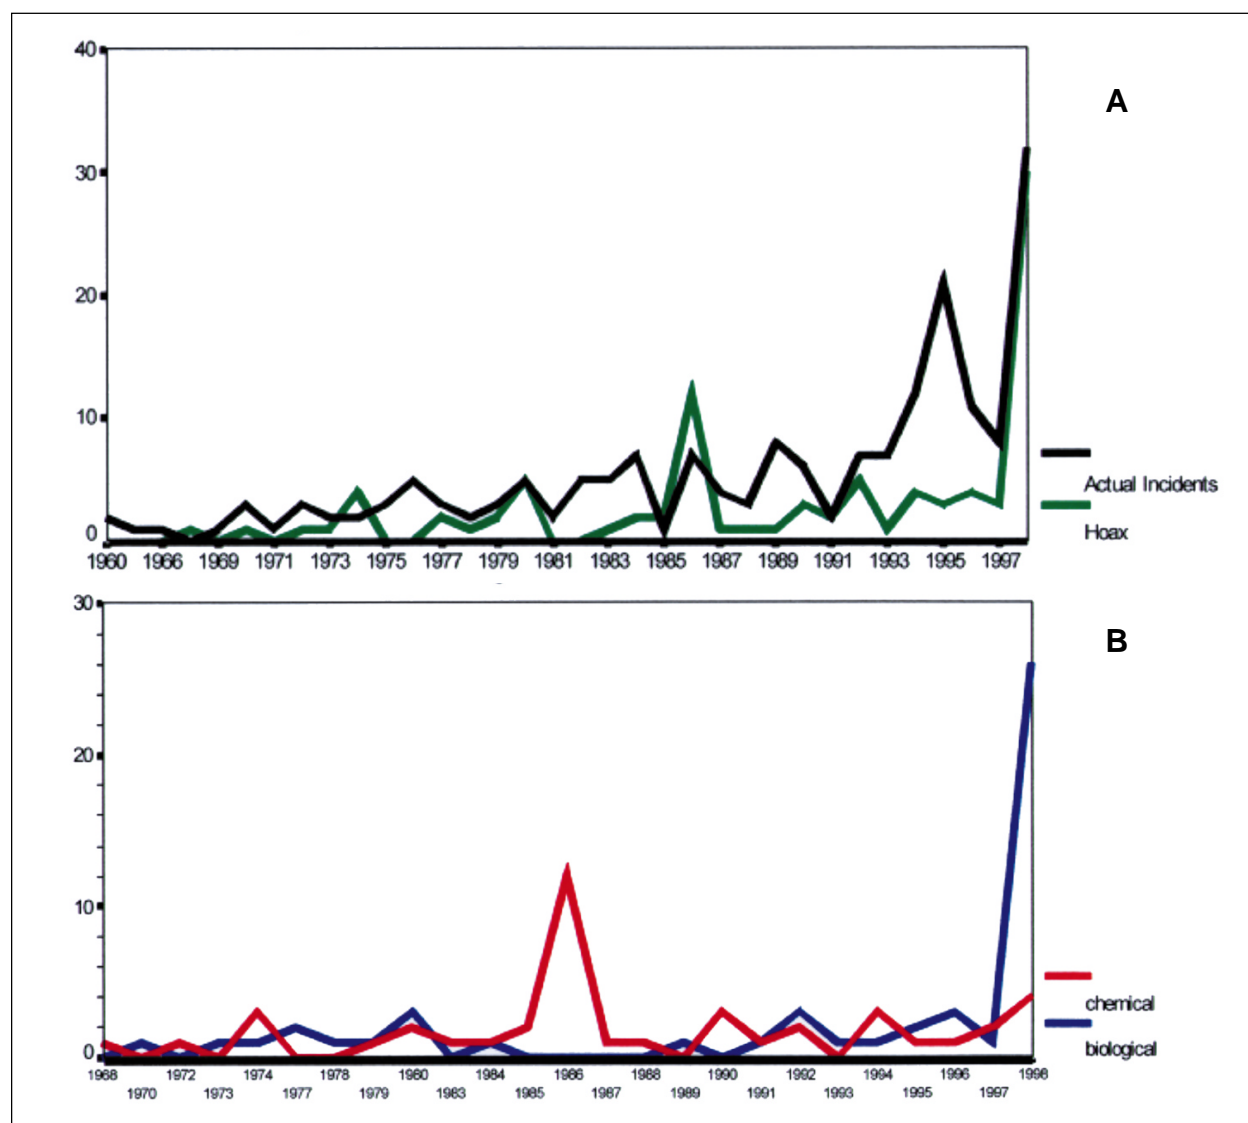 40
A
30
20
10
Actual Incidents
0
Hoax
1960 1966 1969 1971 1973 1975 1977 1979 1981 1983 1985 1987 1989 1991 1993 1995 1997
30
B
20
10
chemical
0
biological
1968 1972 1974 1978 1980 1984 1986 1988 1990 1992 1994 1996 1998
1970 1973 1977 1979 1983 1985 1987 1989 1991 1993 1995 1997